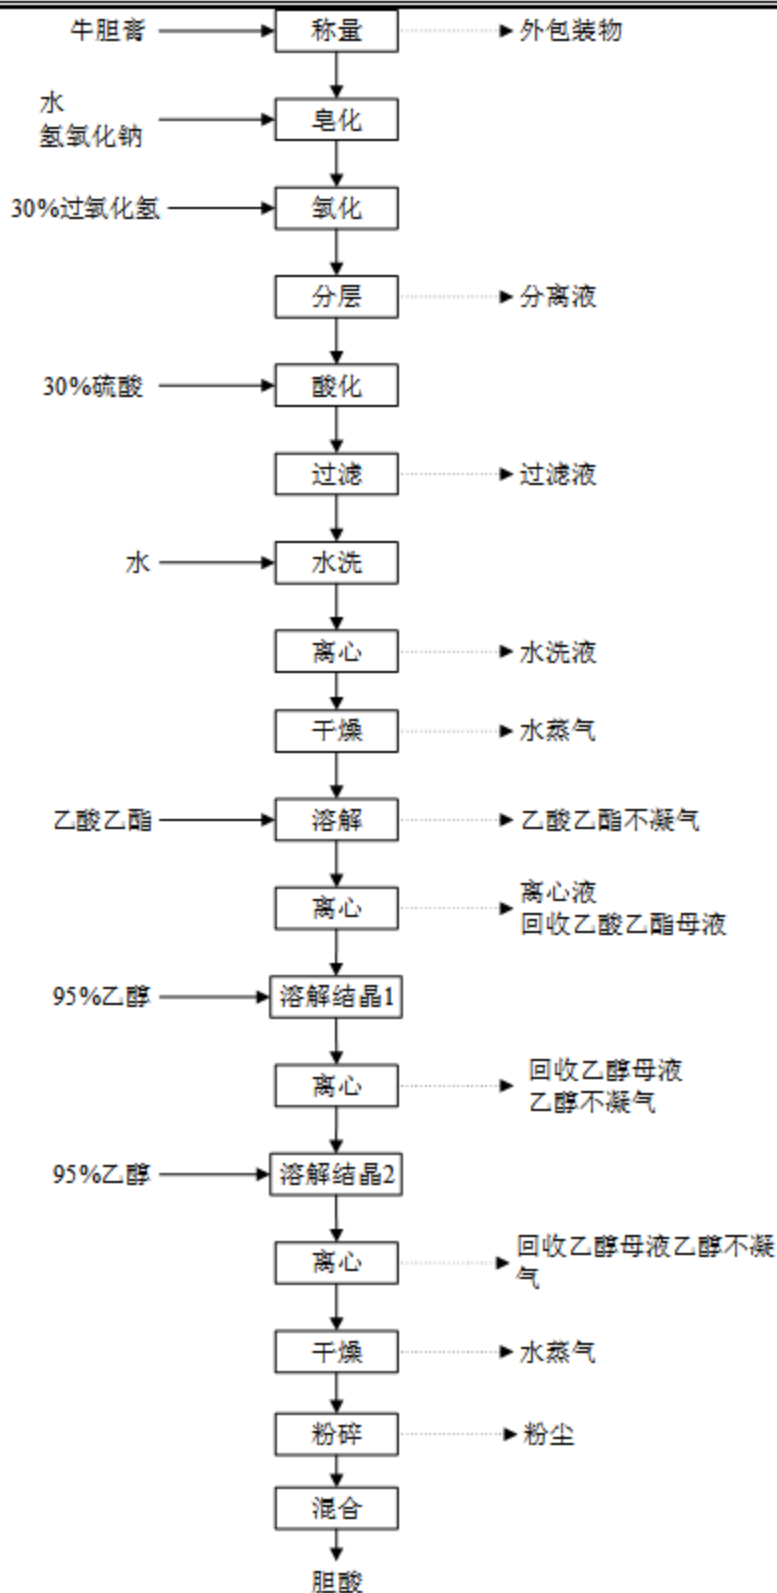 牛胆膏
称量
外包装物
水
氢氧化钠
皂化
30%过氧化氢
氧化
分层
分离液
30%硫酸
酸化
过滤
过滤液
水
水洗
离心
水洗液
干燥
水蒸气
乙酸乙酯
溶解
乙酸乙酯不凝气
离心
离心液
回收乙酸乙酯母液
95%乙醇
溶解结晶1
离心
回收乙醇母液
乙醇不凝气
95%乙醇
溶解结晶2
离心
回收乙醇母液乙醇不凝
气
干燥
水蒸气
粉碎
粉尘
混合
胆酸